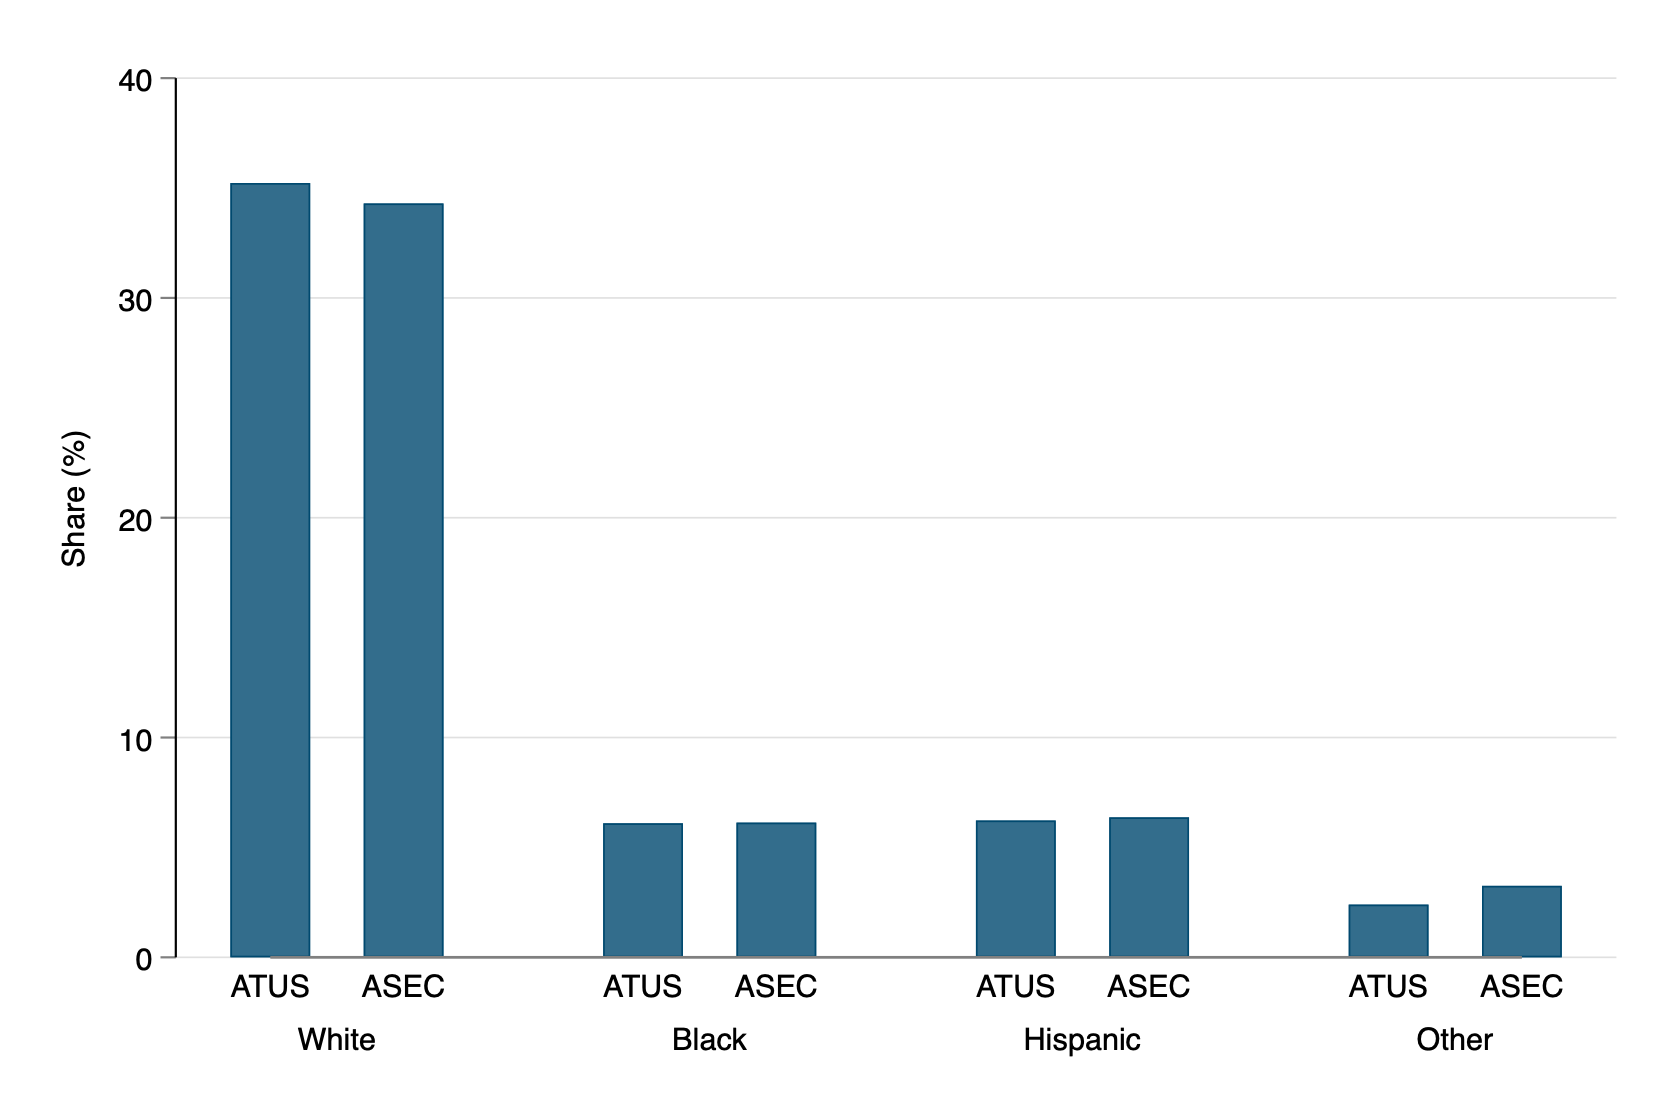 Share (%)
40
30
20
10
0
ATUS ASEC ATUS ASEC ATUS ASEC ATUS ASEC
White Black Hispanic Other